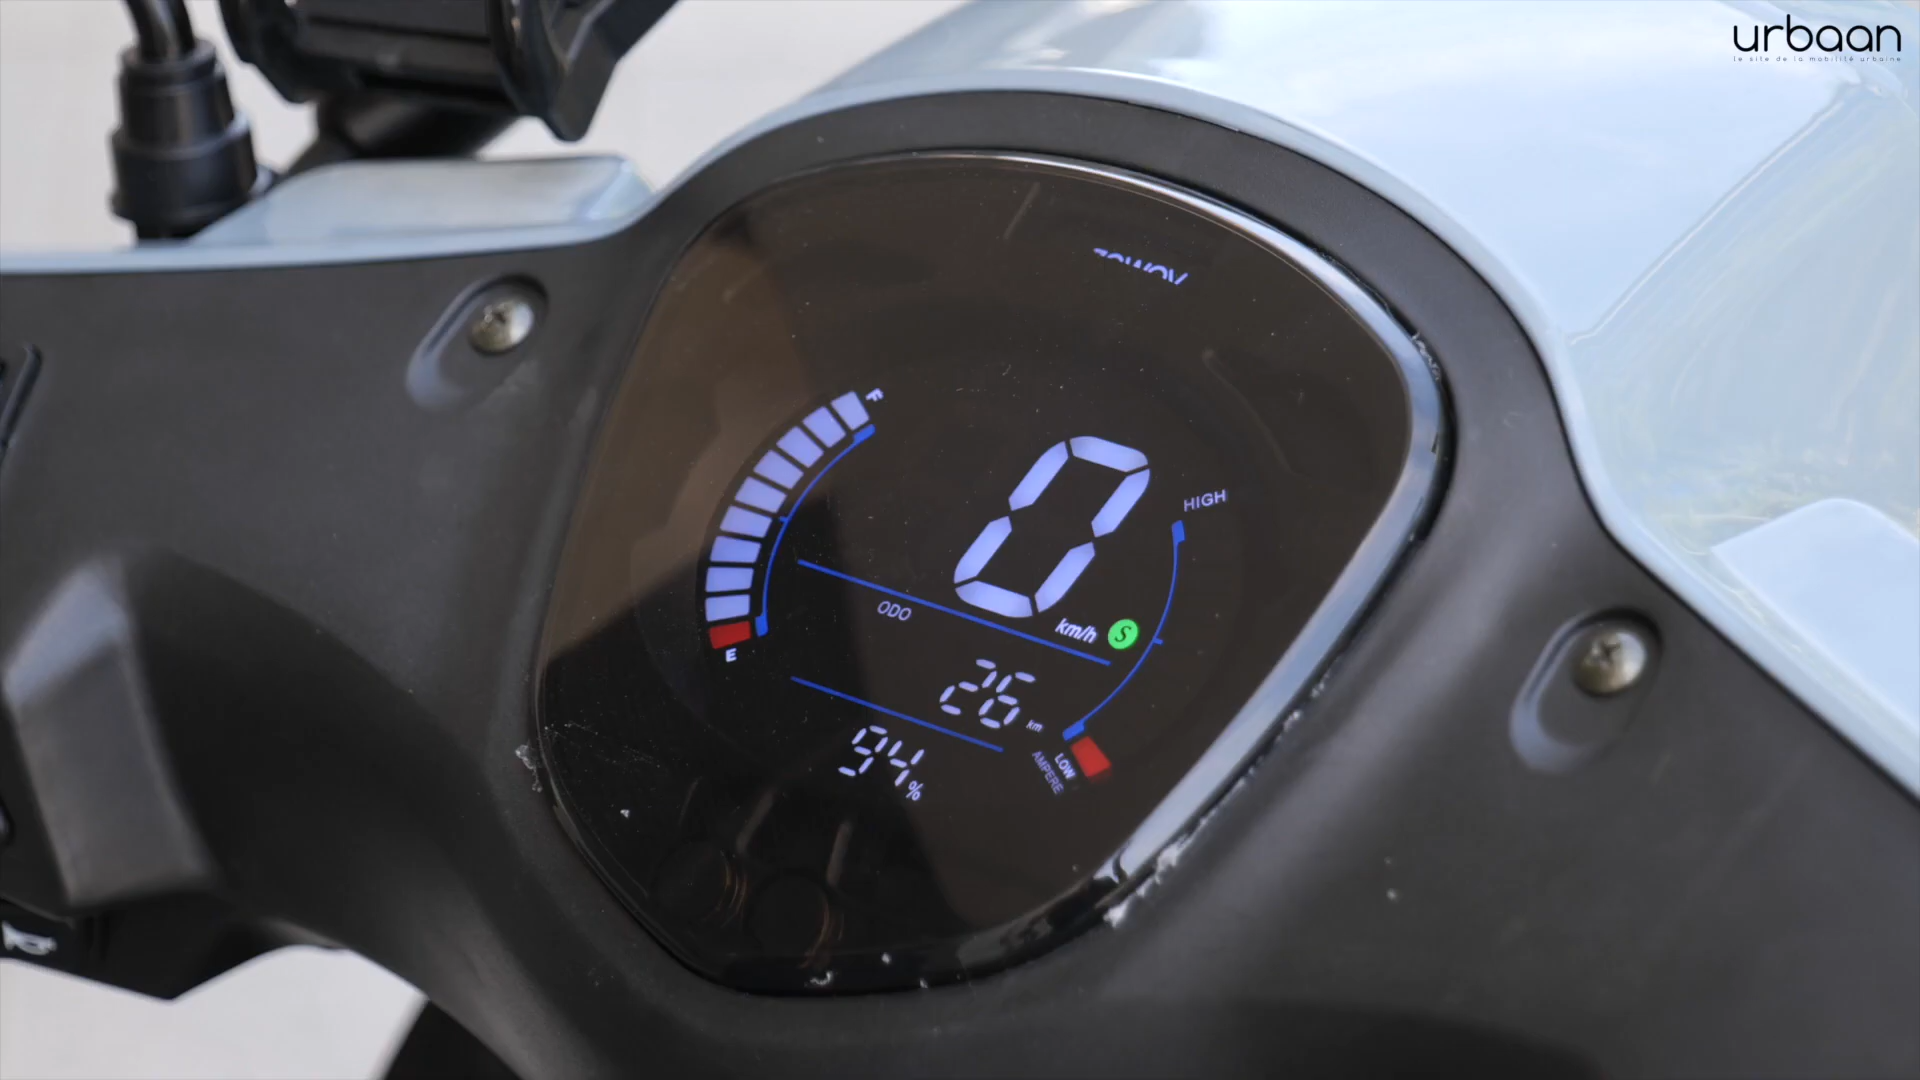 urbaan
le site de la mobilité urbaine
F
0
HIGH
ODO
km/h S
E
26 km
94%
LOW
AMPERE